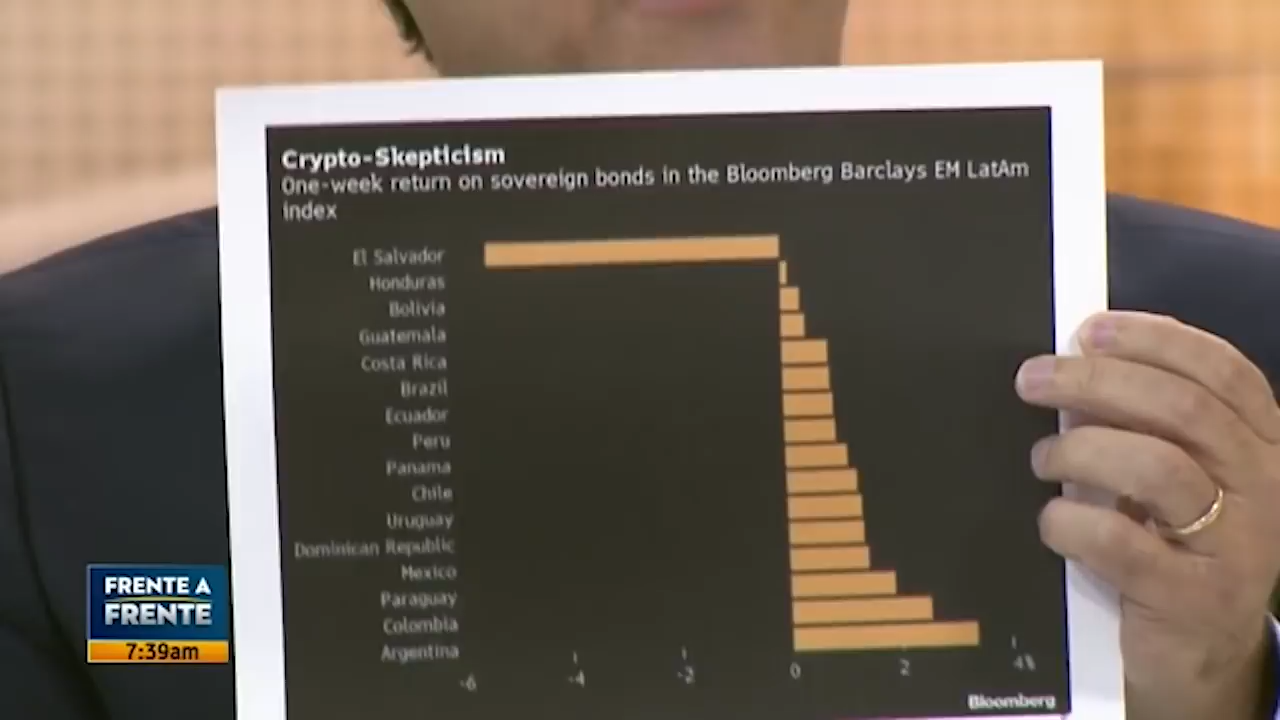 Crypto-Skepticism
One-week return on sovereign bonds in the Bloomberg Barclays EM LatAm
index
El Salvador
Honduras
Bolivia
Guatemala
Costa Rica
Brazil
Ecuador
Peru
Panama
Chile
Uruguay
Dominican Republic
Mexico
Paraguay
Colombia
Argentina
-6 -4 -2 0 2 4%
Bloomberg
FRENTE A
FRENTE
7:39am